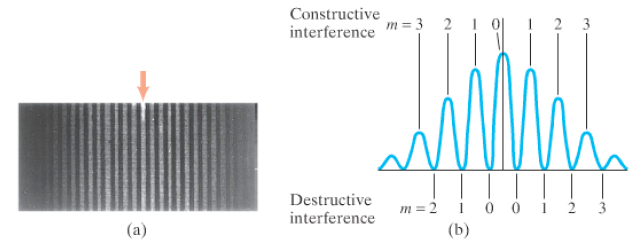 Constructive
interference m = 3 2 1 0 1 2 3
Destructive
interference m = 2 1 0 0 1 2 3
(a) (b)